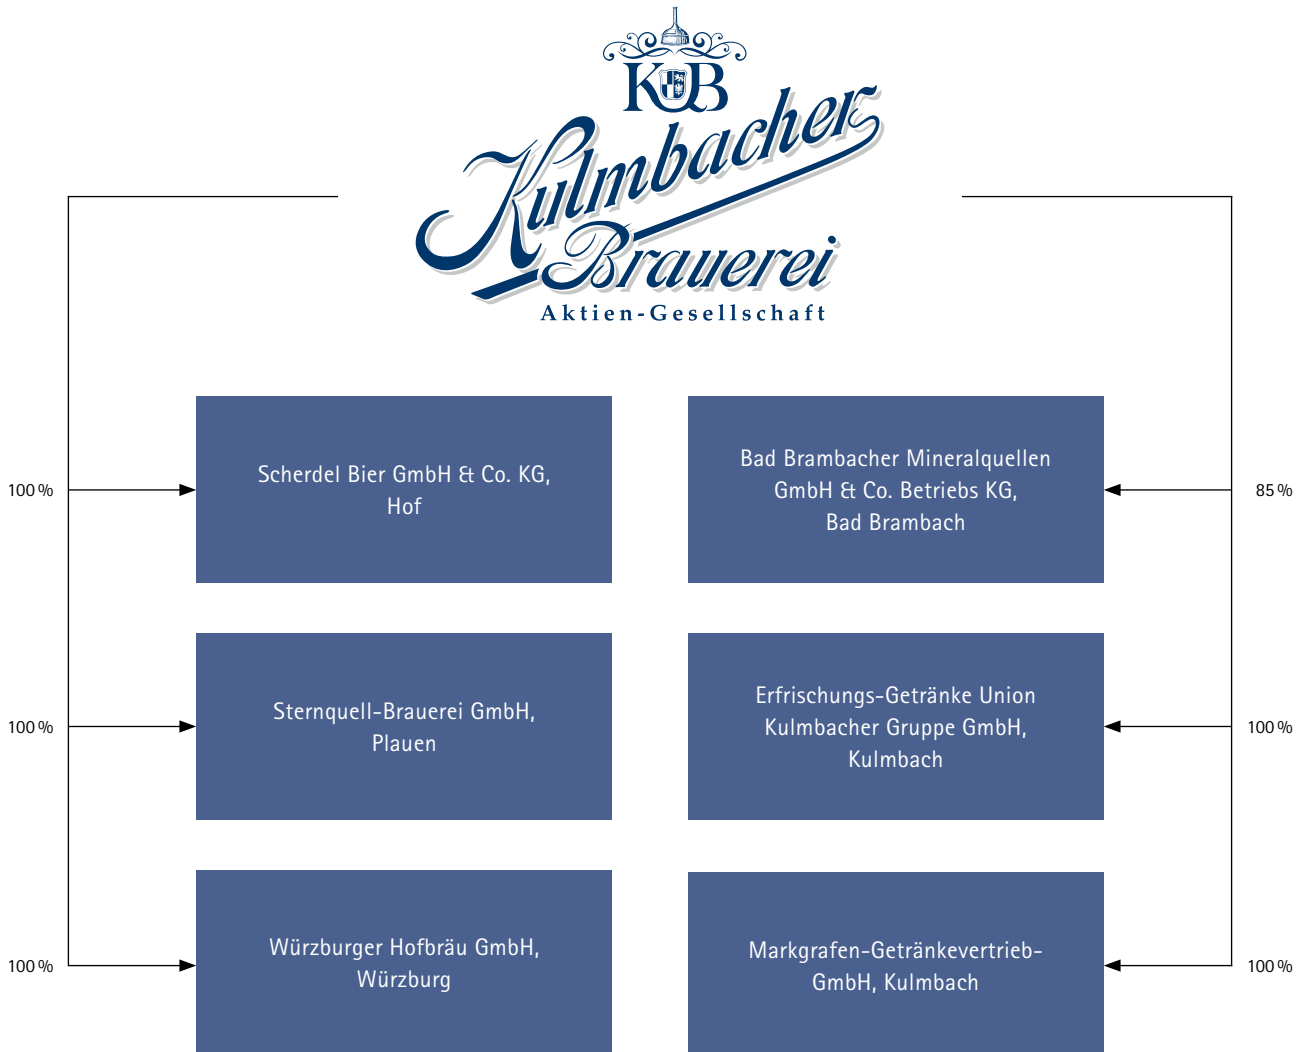 KB
Kulmbacher
Brauerei
Aktien-Gesellschaft
100 %
Scherdel Bier GmbH & Co. KG,
Hof
Bad Brambacher Mineralquellen
GmbH & Co. Betriebs KG,
Bad Brambach
85 %
100 %
Sternquell-Brauerei GmbH,
Plauen
Erfrischungs-Getränke Union
Kulmbacher Gruppe GmbH,
Kulmbach
100 %
100 %
Würzburger Hofbräu GmbH,
Würzburg
Markgrafen-Getränkevertrieb-
GmbH, Kulmbach
100 %